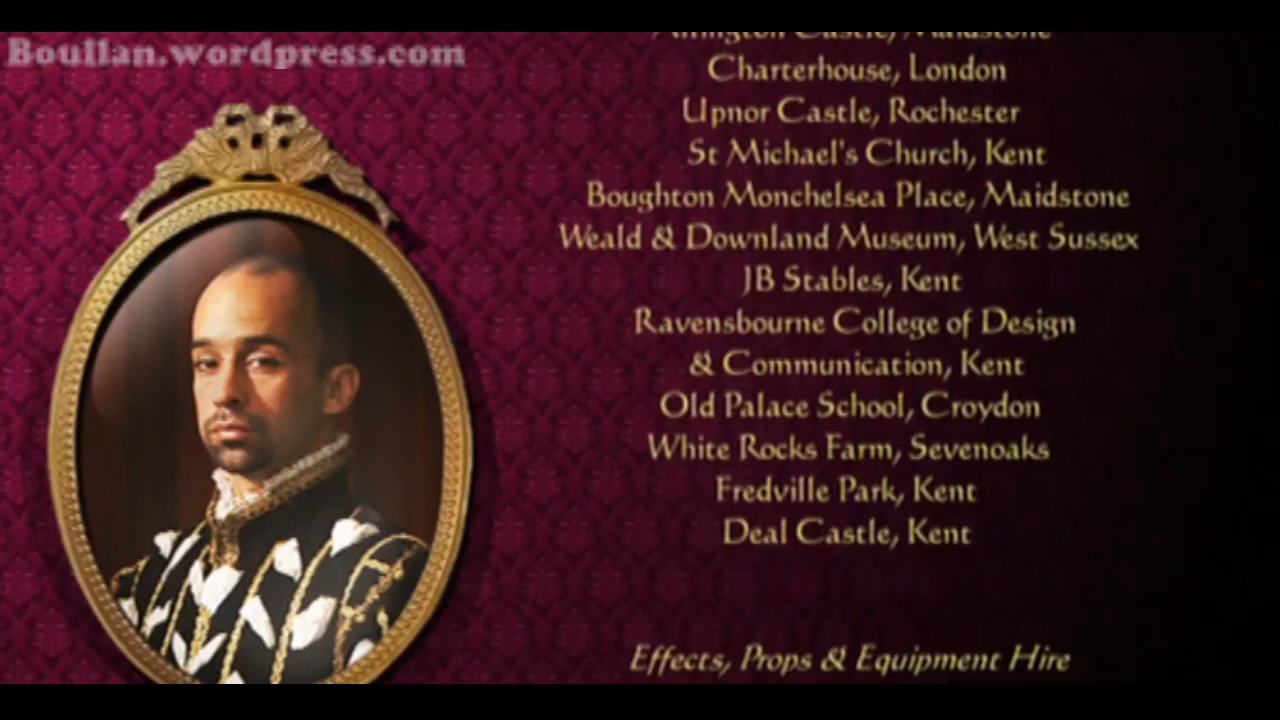 Boullan.wordpress.com
Charterhouse, London
Upnor Castle, Rochester
St Michael's Church, Kent
Boughton Monchelsea Place, Maidstone
Weald & Downland Museum, West Sussex
JB Stables, Kent
Ravensbourne College of Design
& Communication, Kent
Old Palace School, Croydon
White Rocks Farm, Sevenoaks
Fredville Park, Kent
Deal Castle, Kent
Effects, Props & Equipment Hire